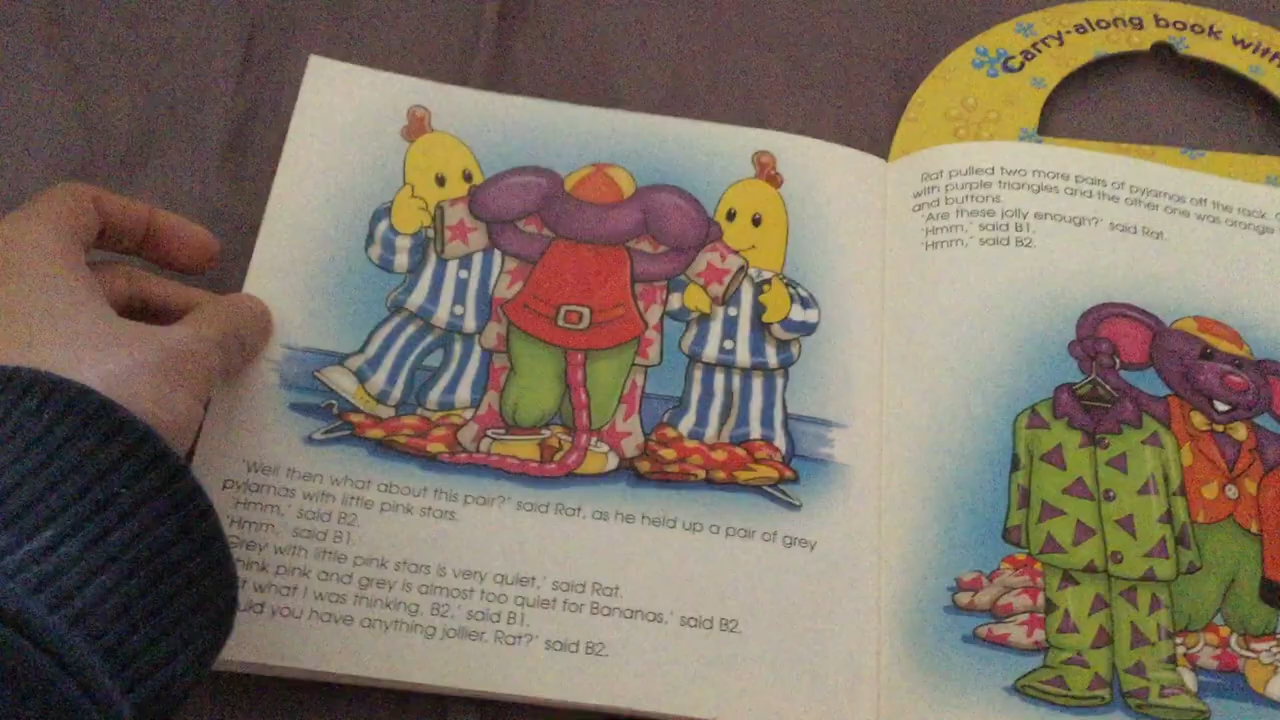 Carry-along book with
'Well then what about this pair?' said Rat, as he held up a pair of grey
pyjamas with little pink stars.
'Hmm,' said B2.
'Hmm,' said B1.
'Grey with little pink stars is very quiet,' said Rat.
think pink and grey is almost too quiet for Bananas,' said B2.
what I was thinking, B2,' said B1.
you have anything jollier, Rat?' said B2.
Rat pulled two more pairs of pyjamas off the rack.
with purple triangles and the other one was orange
and buttons.
'Are these jolly enough?' said Rat.
'Hmm,' said B1.
'Hmm,' said B2.